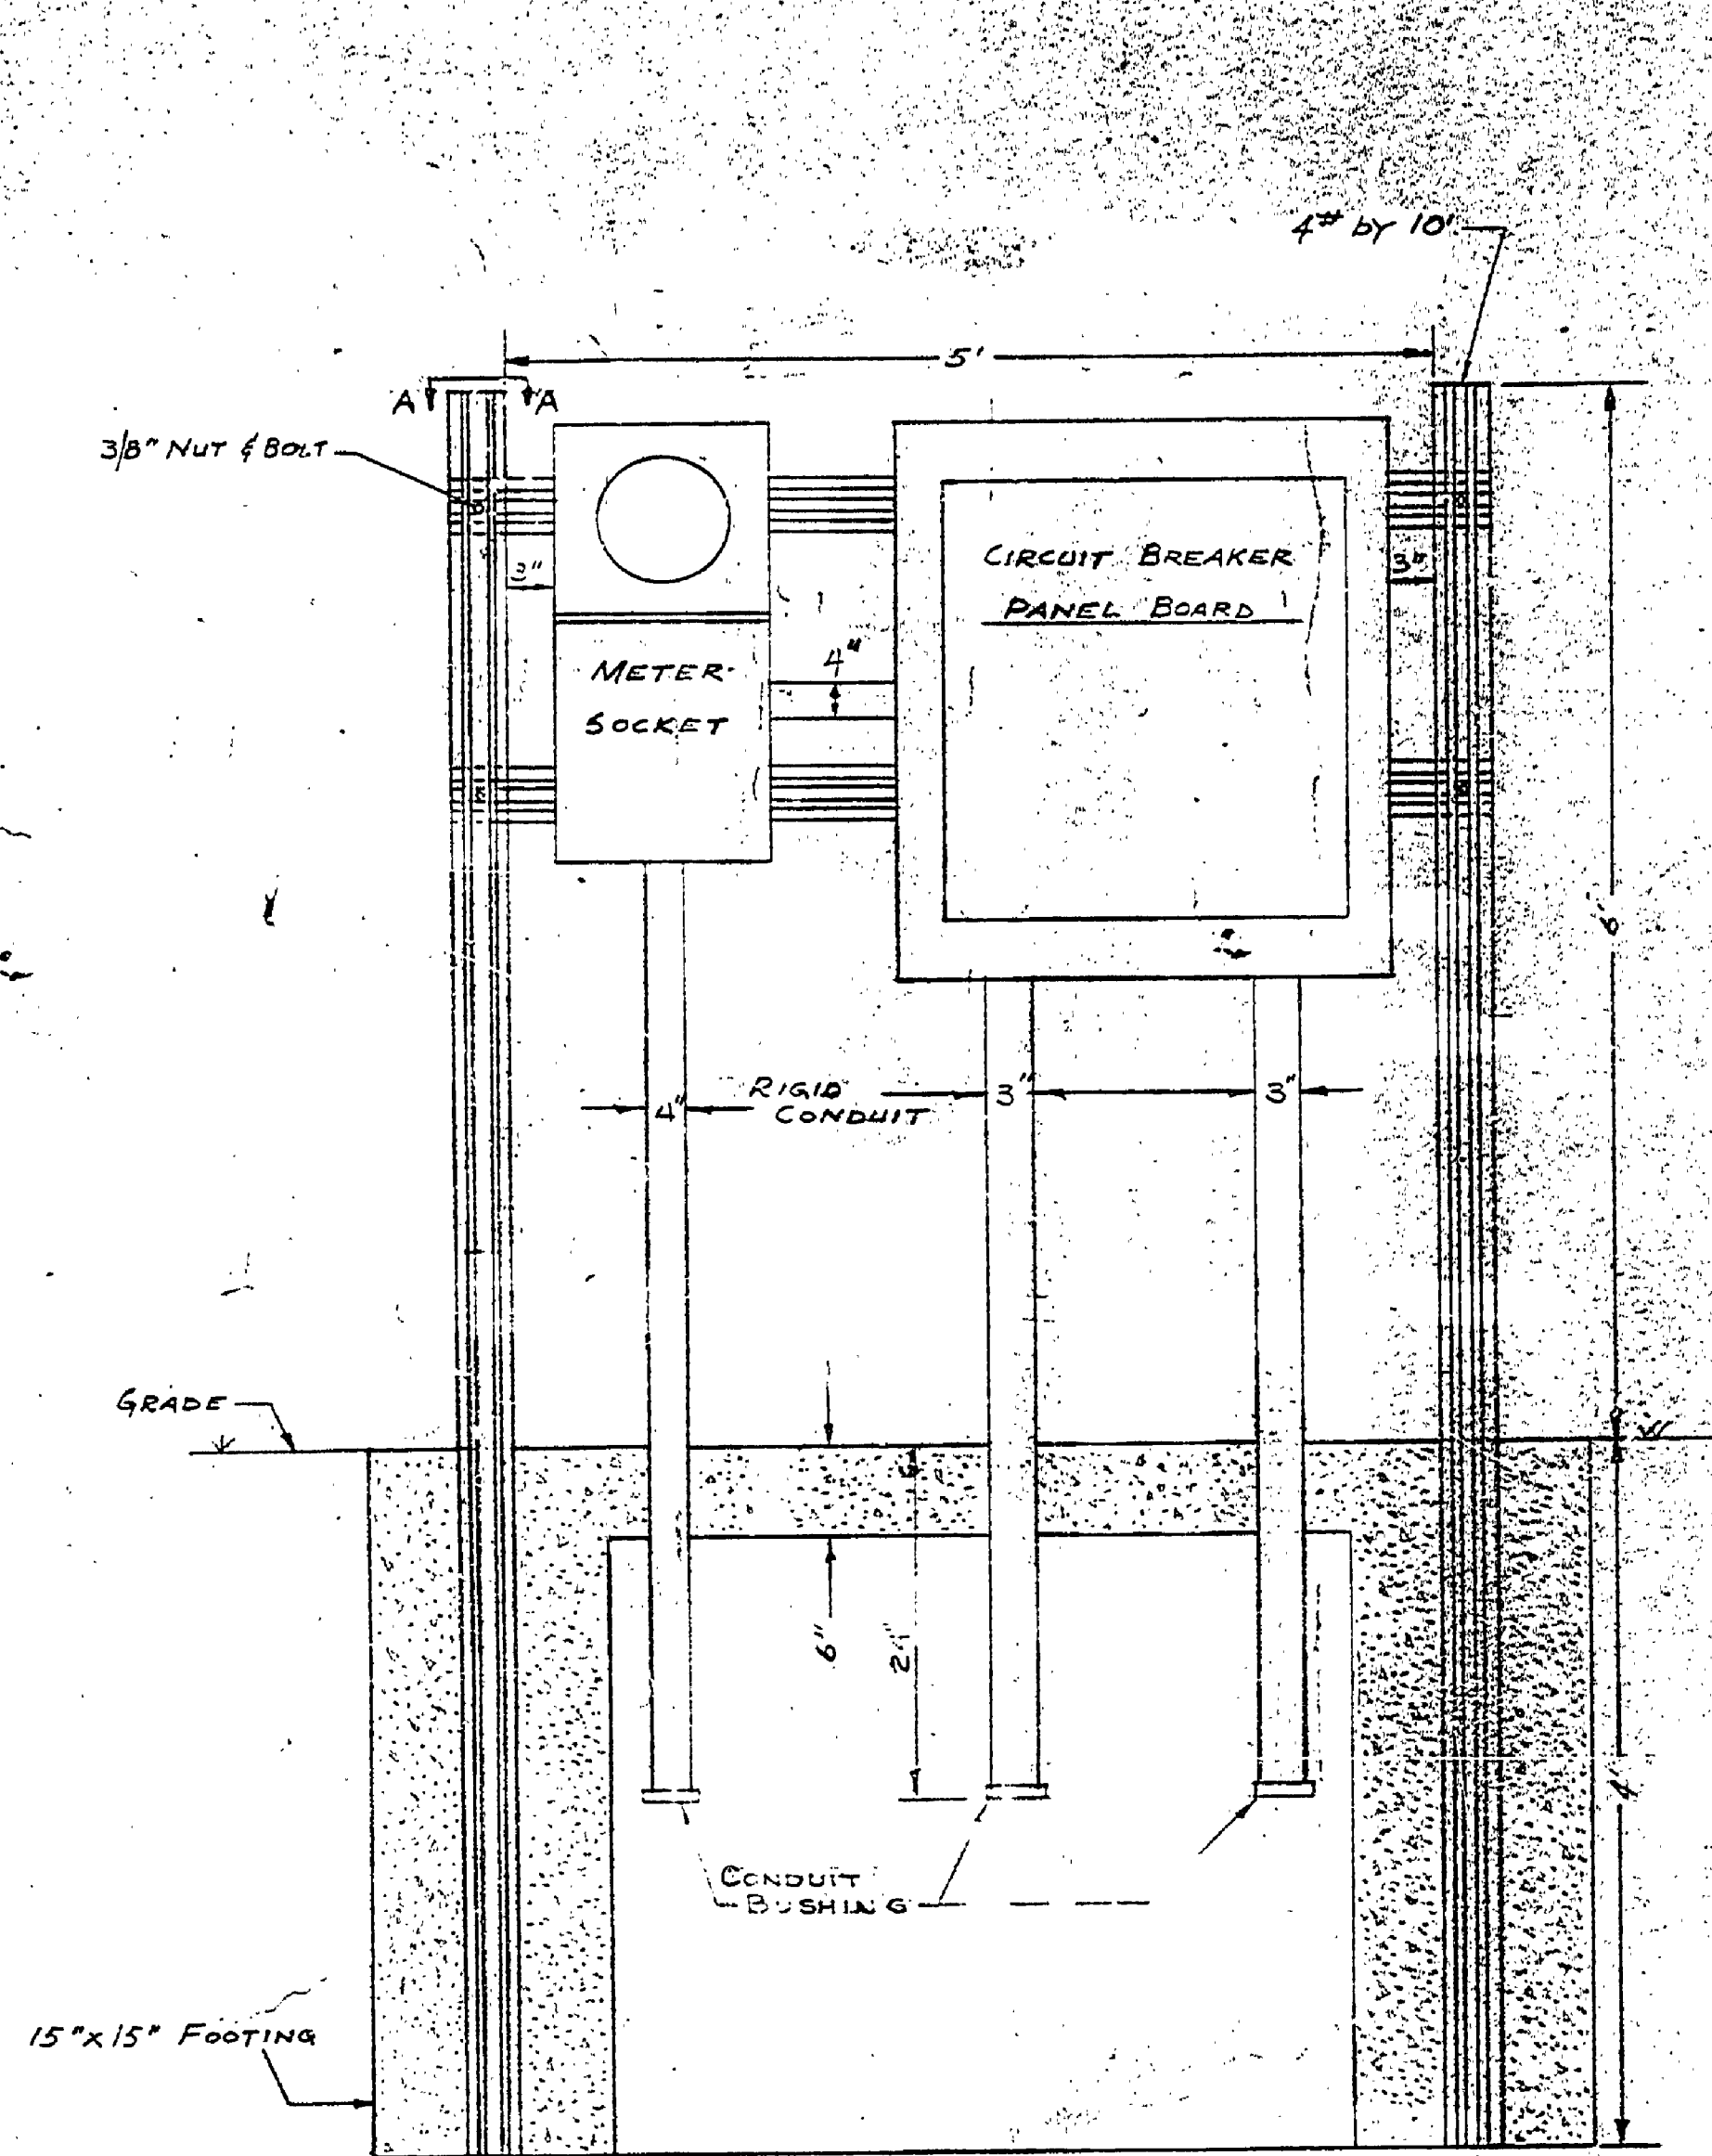 4# by 10'
5'
A A
3/8" NUT & BOLT
3"
3"
CIRCUIT BREAKER
PANEL BOARD
METER
SOCKET
4"
6'
RIGID
CONDUIT
4"
3"
3"
GRADE
6"
24"
4'
CONDUIT
BUSHING
15"x15" FOOTING